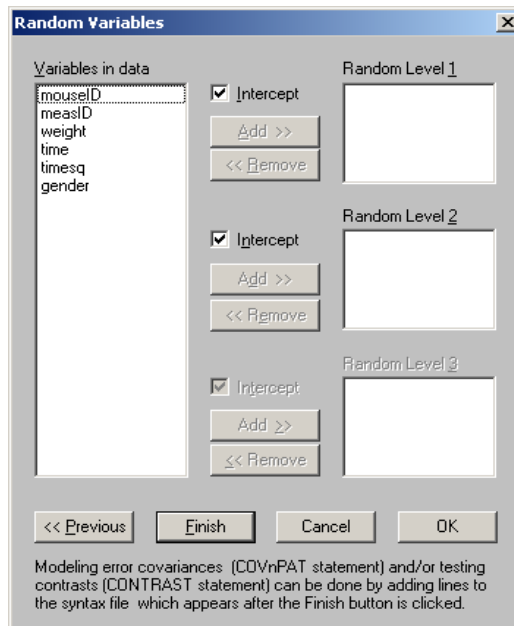 Random Variables
Variables in data
mouseID
measID
weight
time
timesq
gender
Intercept
Add >>
<< Remove
Random Level 1
Intercept
Add >>
<< Remove
Random Level 2
Intercept
Add >>
<< Remove
Random Level 3
<< Previous
Finish
Cancel
OK
Modeling error covariances (COVnPAT statement) and/or testing
contrasts (CONTRAST statement) can be done by adding lines to
the syntax file which appears after the Finish button is clicked.